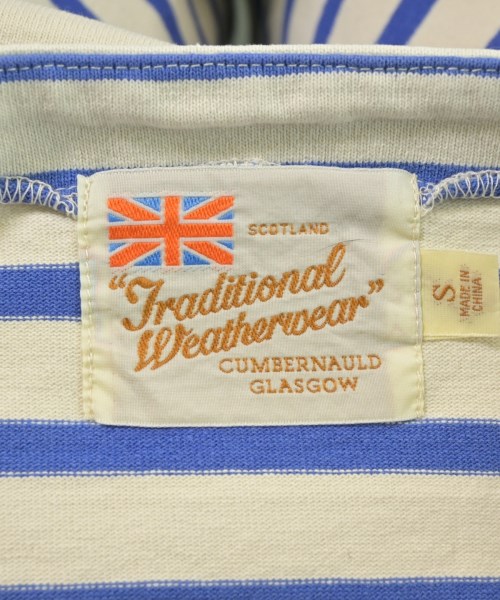 SCOTLAND
“Traditional
Weatherwear”
CUMBERNAULD
GLASGOW
S
MADE IN
CHINA